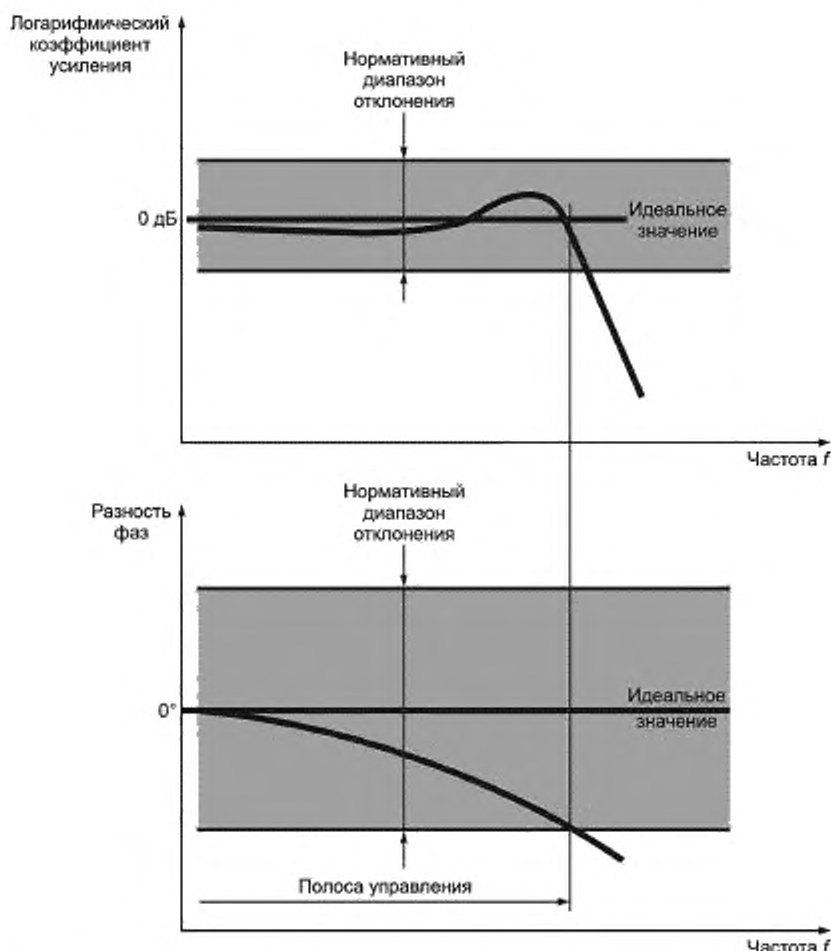 Логарифмический
коэффициент
усиления
Нормативный
диапазон
отклонения
0 дБ
Идеальное
значение
Частота f
Разность
фаз
Нормативный
диапазон
отклонения
0°
Идеальное
значение
Полоса управления
Частота f